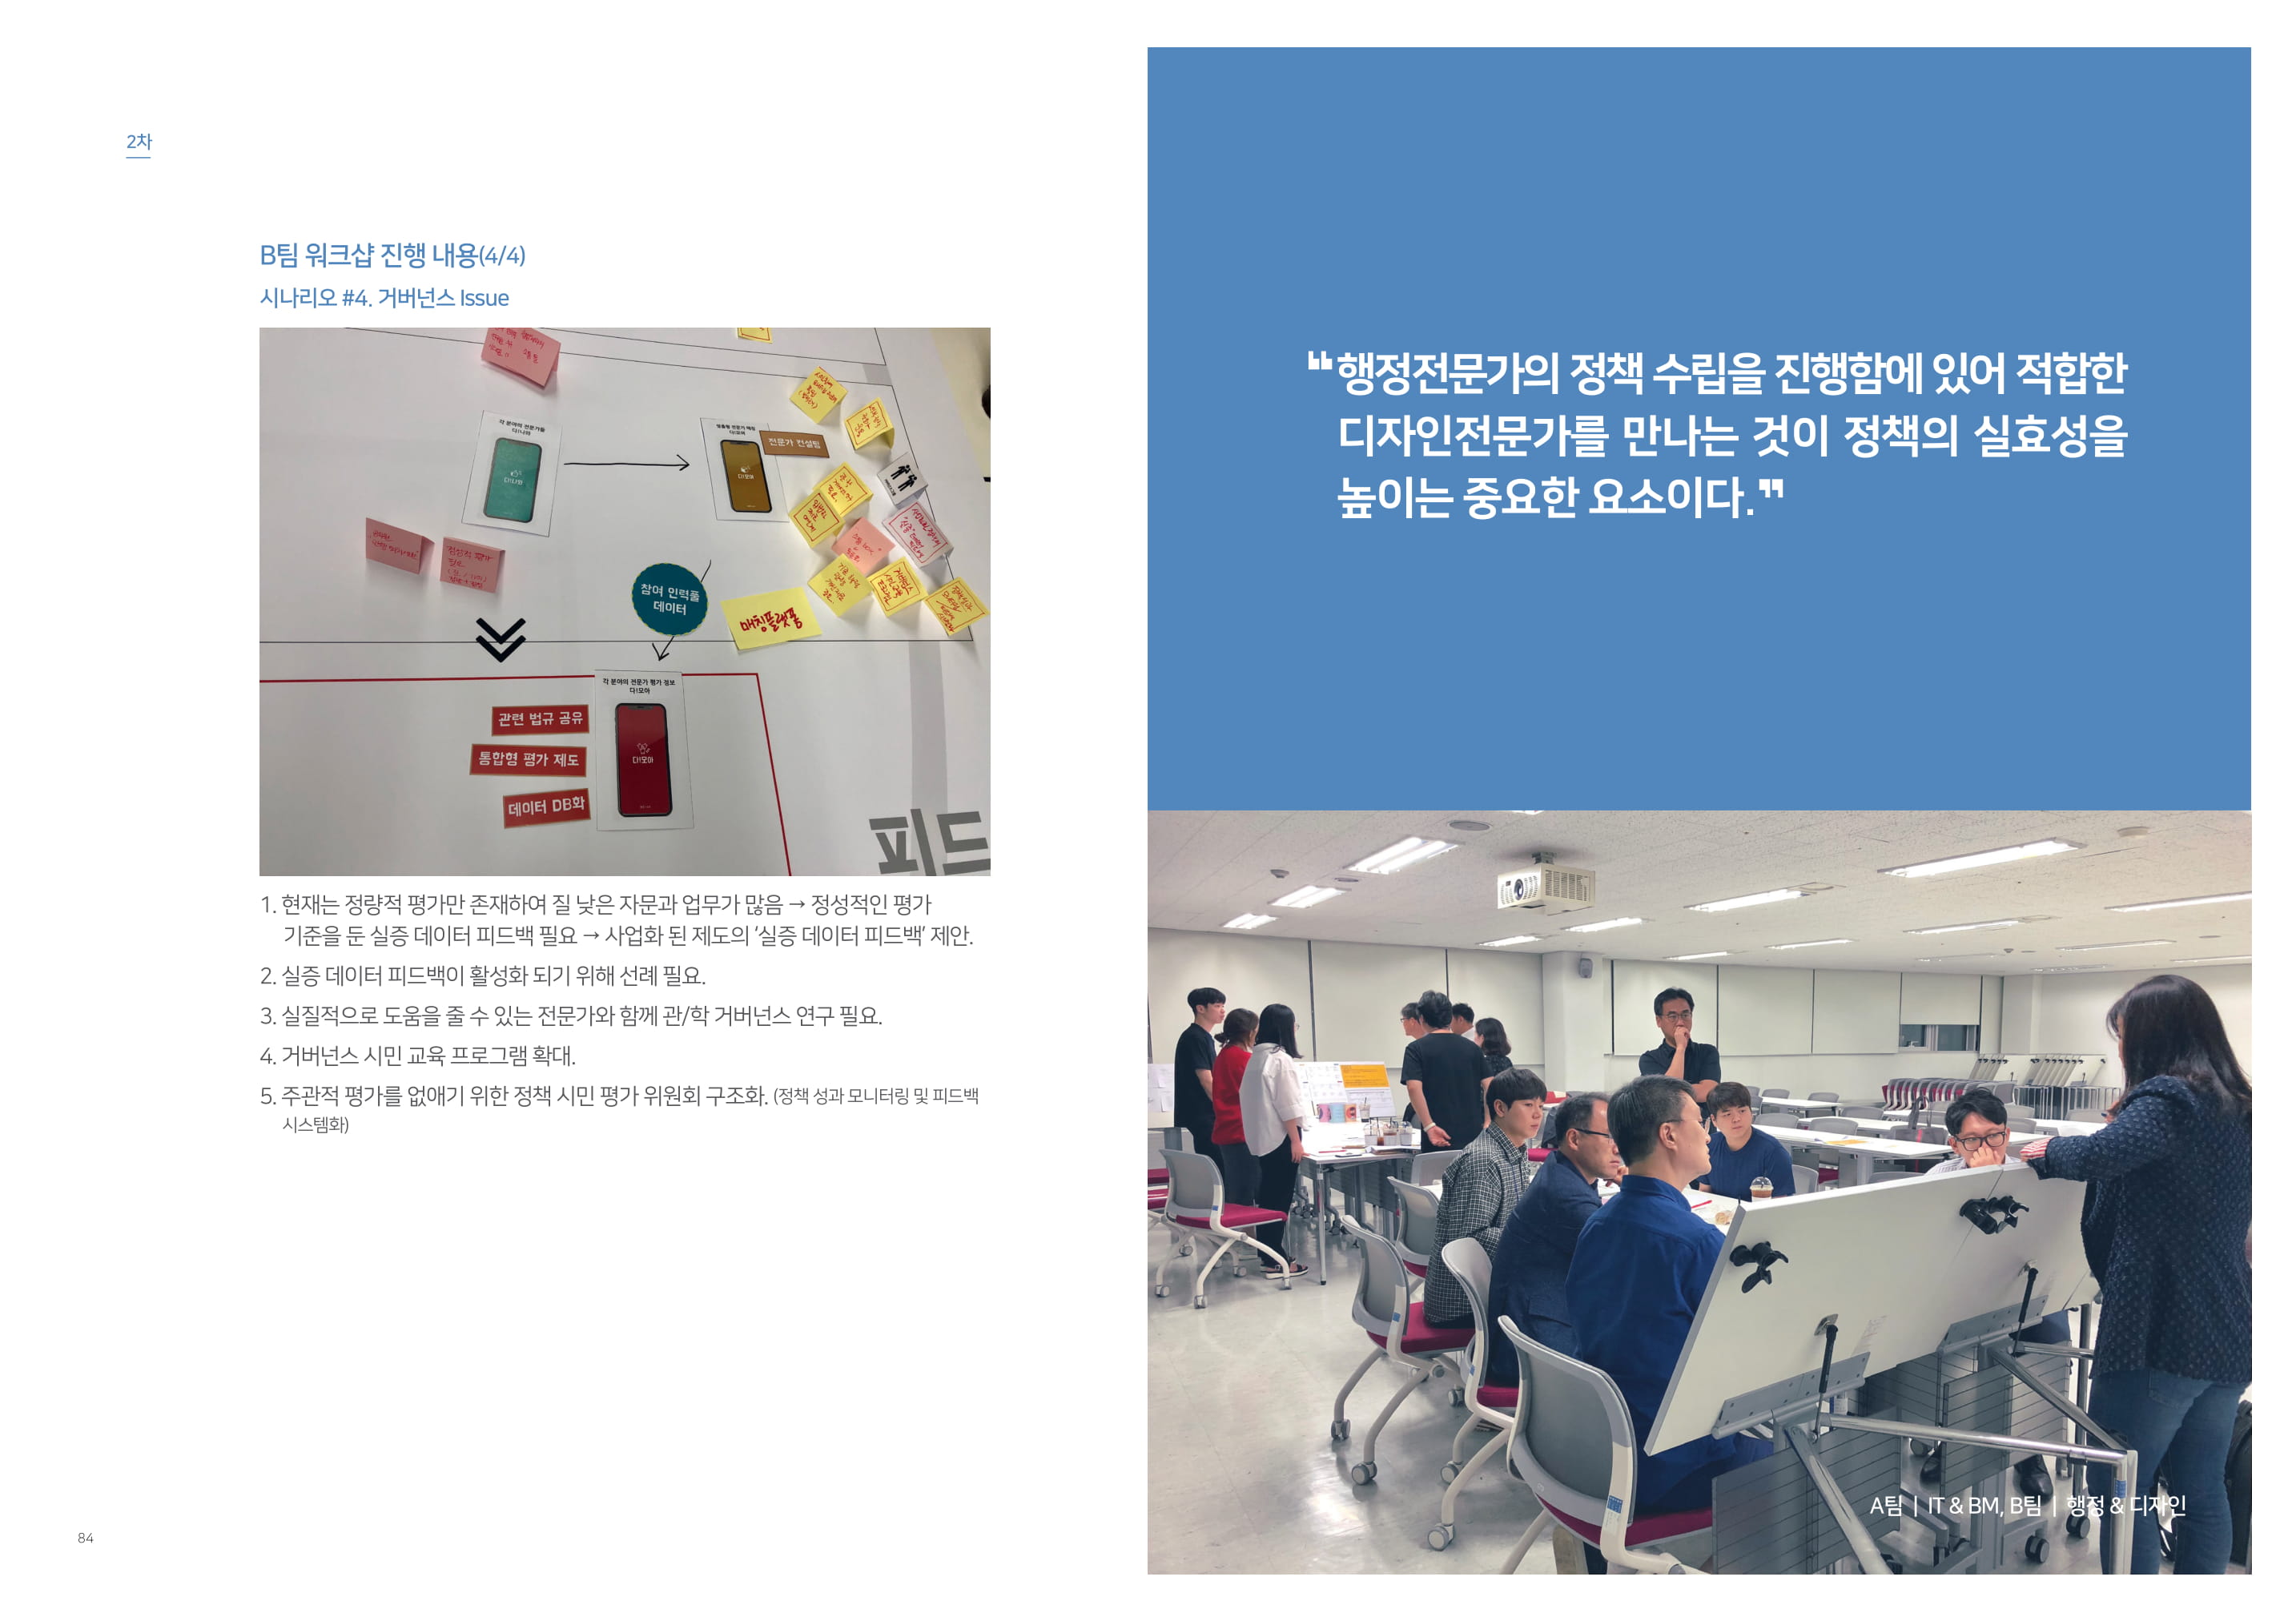 2차
B팀 워크샵 진행 내용(4/4)
시나리오 #4. 거버넌스 Issue
각 분야의 전문가들
다!나와
맞춤형 전문가 매칭
다!모여
전문가 컨설팅
참여 인력풀
데이터
매칭플랫폼
각 분야의 전문가 평가 정보
다!모아
관련 법규 공유
통합형 평가 제도
다!모아
데이터 DB화
피드
1. 현재는 정량적 평가만 존재하여 질 낮은 자문과 업무가 많음 → 정성적인 평가
기준을 둔 실증 데이터 피드백 필요 → 사업화 된 제도의 '실증 데이터 피드백' 제안.
2. 실증 데이터 피드백이 활성화 되기 위해 선례 필요.
3. 실질적으로 도움을 줄 수 있는 전문가와 함께 관/학 거버넌스 연구 필요.
4. 거버넌스 시민 교육 프로그램 확대.
5. 주관적 평가를 없애기 위한 정책 시민 평가 위원회 구조화. (정책 성과 모니터링 및 피드백
시스템화)
84
❝행정전문가의 정책 수립을 진행함에 있어 적합한
디자인전문가를 만나는 것이 정책의 실효성을
높이는 중요한 요소이다.❞
A팀 | IT & BM, B팀 | 행정 & 디자인